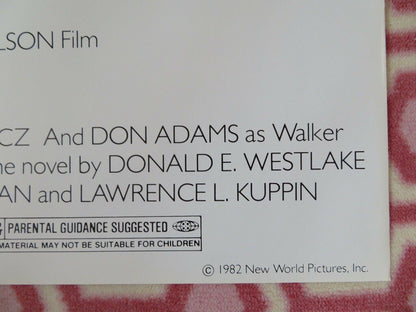 LSON Film
CZ And DON ADAMS as Walker
he novel by DONALD E. WESTLAKE
AN and LAWRENCE L. KUPPIN
PARENTAL GUIDANCE SUGGESTED
MATERIAL MAY NOT BE SUITABLE FOR CHILDREN
© 1982 New World Pictures, Inc.